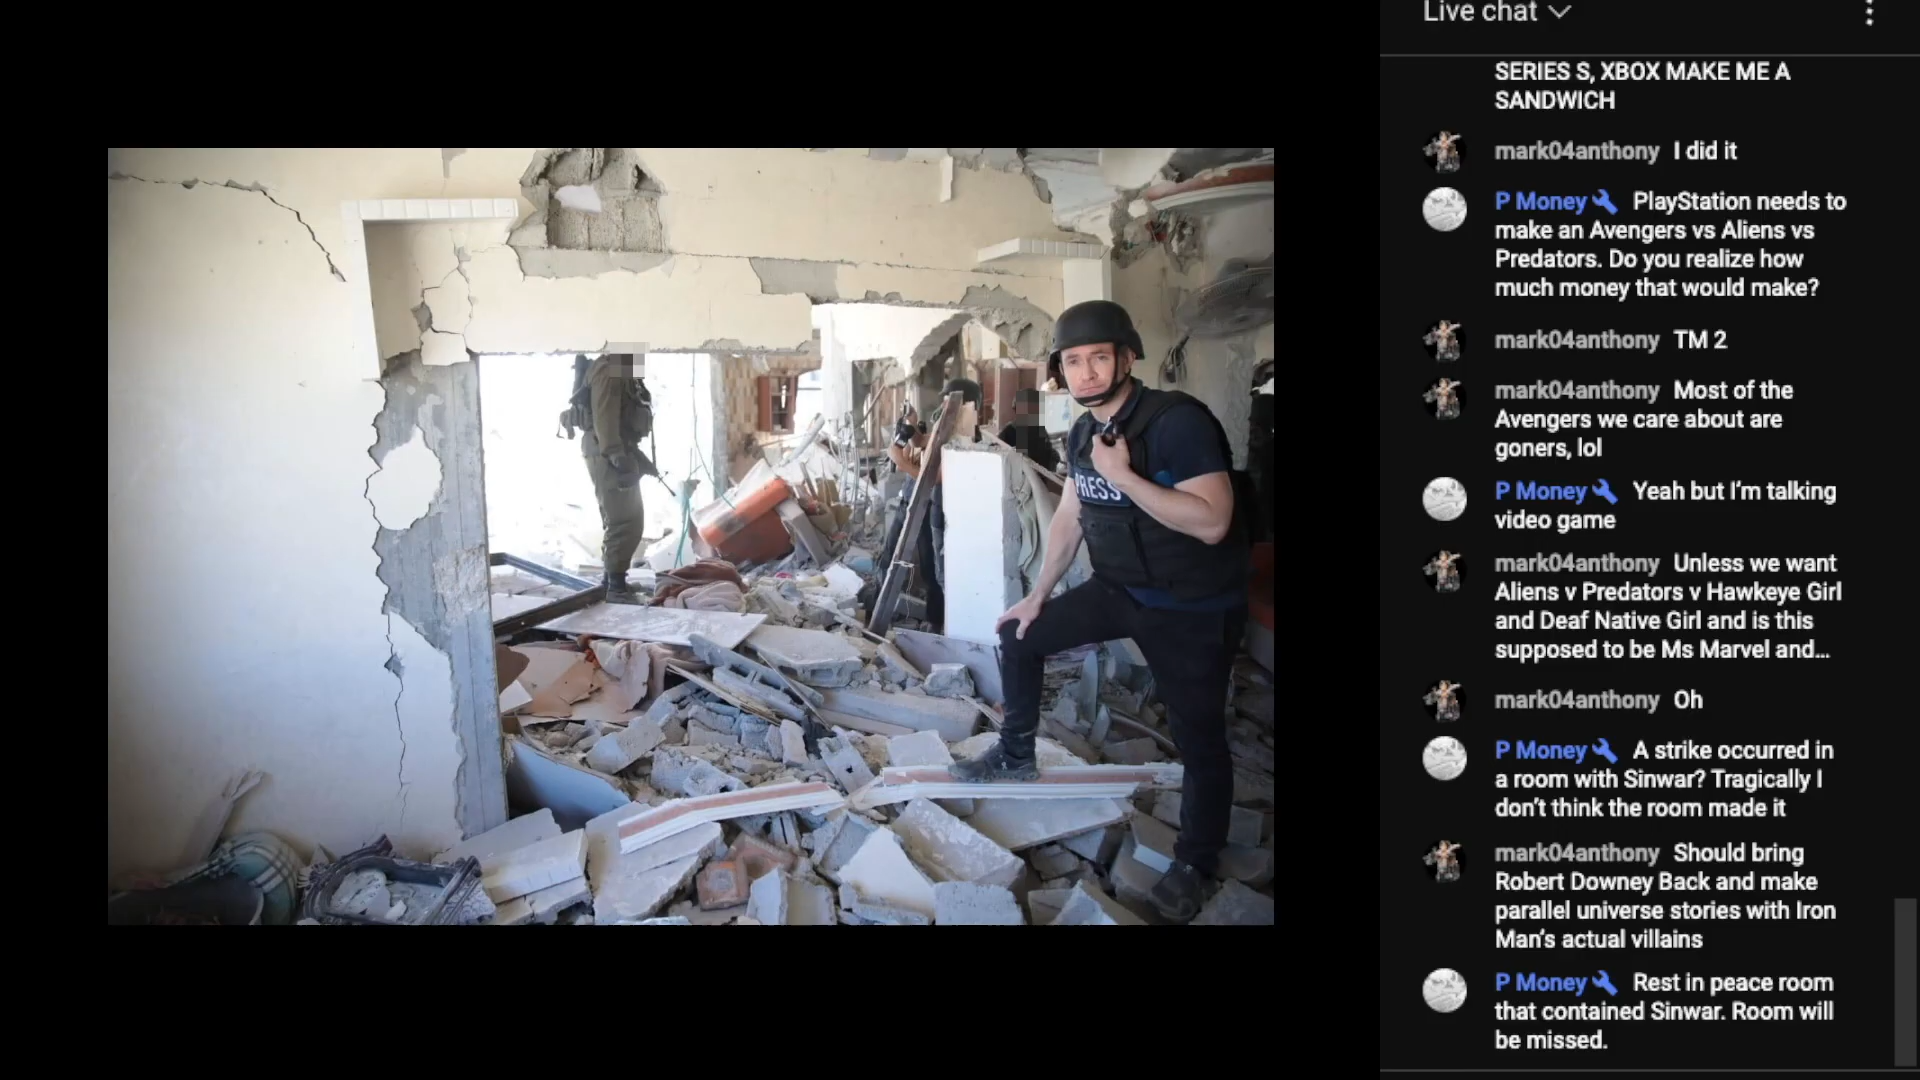 Live chat
SERIES S, XBOX MAKE ME A
SANDWICH
mark04anthony I did it
P Money PlayStation needs to
make an Avengers vs Aliens vs
Predators. Do you realize how
much money that would make?
mark04anthony TM 2
mark04anthony Most of the
Avengers we care about are
goners, lol
P Money Yeah but I'm talking
video game
mark04anthony Unless we want
Aliens v Predators v Hawkeye Girl
and Deaf Native Girl and is this
supposed to be Ms Marvel and...
mark04anthony Oh
P Money A strike occurred in
a room with Sinwar? Tragically I
don't think the room made it
mark04anthony Should bring
Robert Downey Back and make
parallel universe stories with Iron
Man's actual villains
P Money Rest in peace room
that contained Sinwar. Room will
be missed.
PRESS